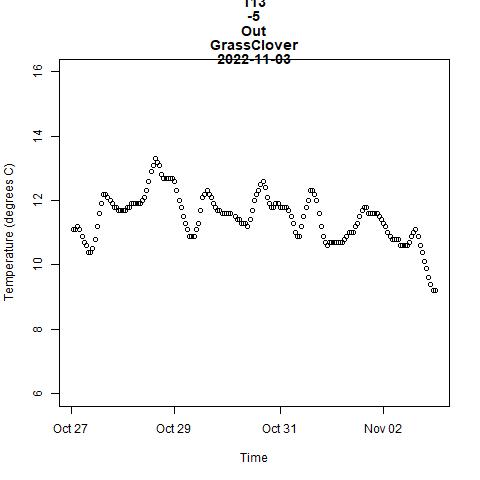 113
-5
Out
GrassClover
2022-11-03
16
14
12
10
8
6
Temperature (degrees C)
Oct 27
Oct 29
Oct 31
Nov 02
Time